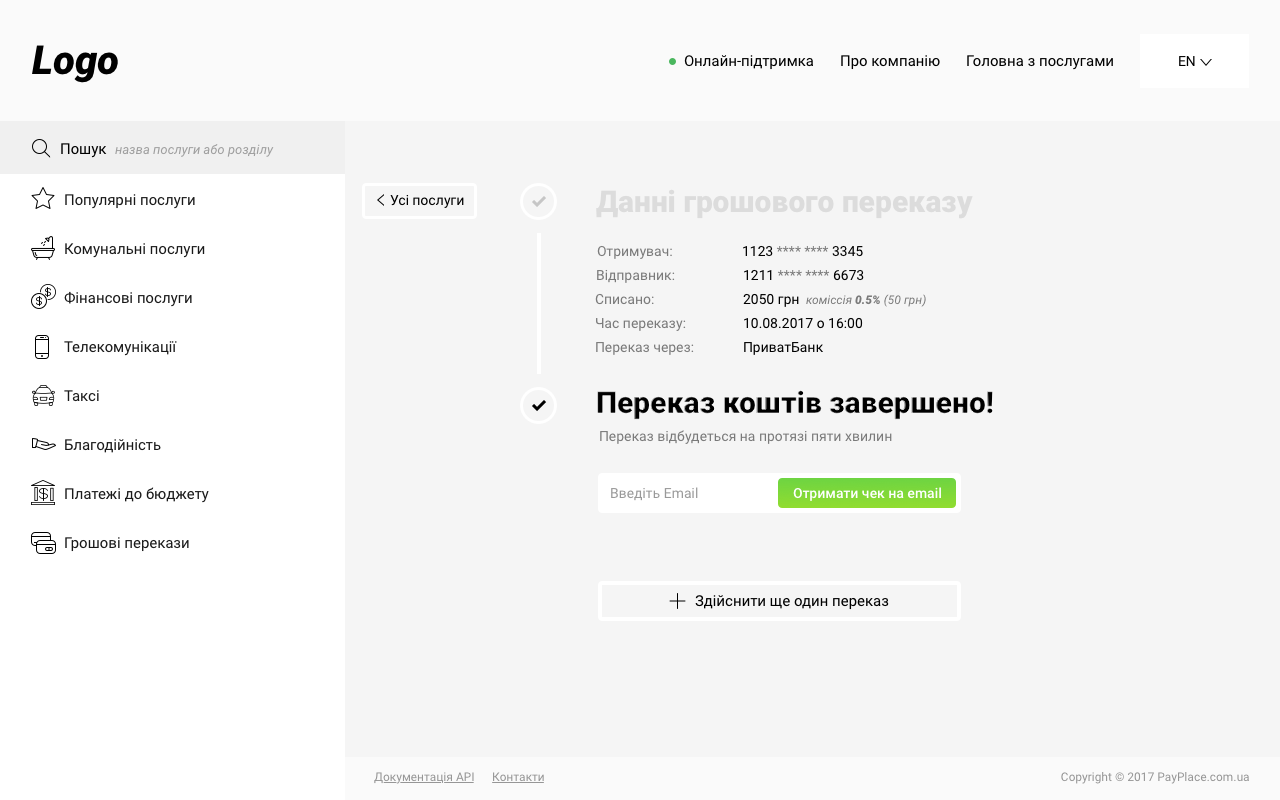 Logo
Онлайн-підтримка Про компанію Головна з послугами EN
Пошук назва послуги або розділу
Популярні послуги
Комунальні послуги
Фінансові послуги
Телекомунікації
Таксі
Благодійність
Платежі до бюджету
Грошові перекази
Усі послуги
Данні грошового переказу
Отримувач: 1123 **** **** 3345
Відправник: 1211 **** **** 6673
Списано: 2050 грн коміссія 0.5% (50 грн)
Час переказу: 10.08.2017 о 16:00
Переказ через: ПриватБанк
Переказ коштів завершено!
Переказ відбудеться на протязі пяти хвилин
Введіть Email Отримати чек на email
Здійснити ще один переказ
Документація API Контакти Copyright © 2017 PayPlace.com.ua